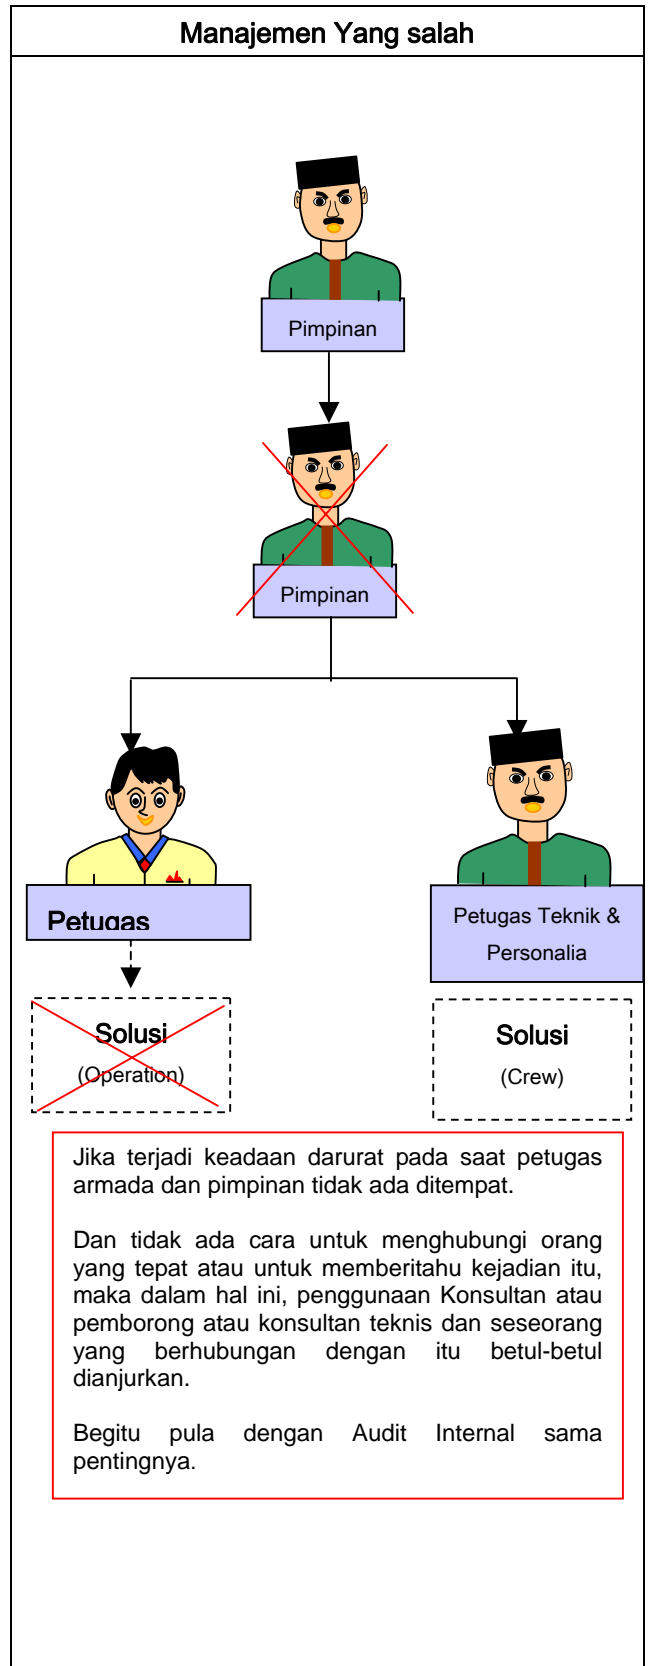 Manajemen Yang salah
Pimpinan
Pimpinan
Petugas
Petugas Teknik &
Personalia
Solusi
(Operation)
Solusi
(Crew)
Jika terjadi keadaan darurat pada saat petugas
armada dan pimpinan tidak ada ditempat.
Dan tidak ada cara untuk menghubungi orang
yang tepat atau untuk memberitahu kejadian itu,
maka dalam hal ini, penggunaan Konsultan atau
pemborong atau konsultan teknis dan seseorang
yang berhubungan dengan itu betul-betul
dianjurkan.
Begitu pula dengan Audit Internal sama
pentingnya.